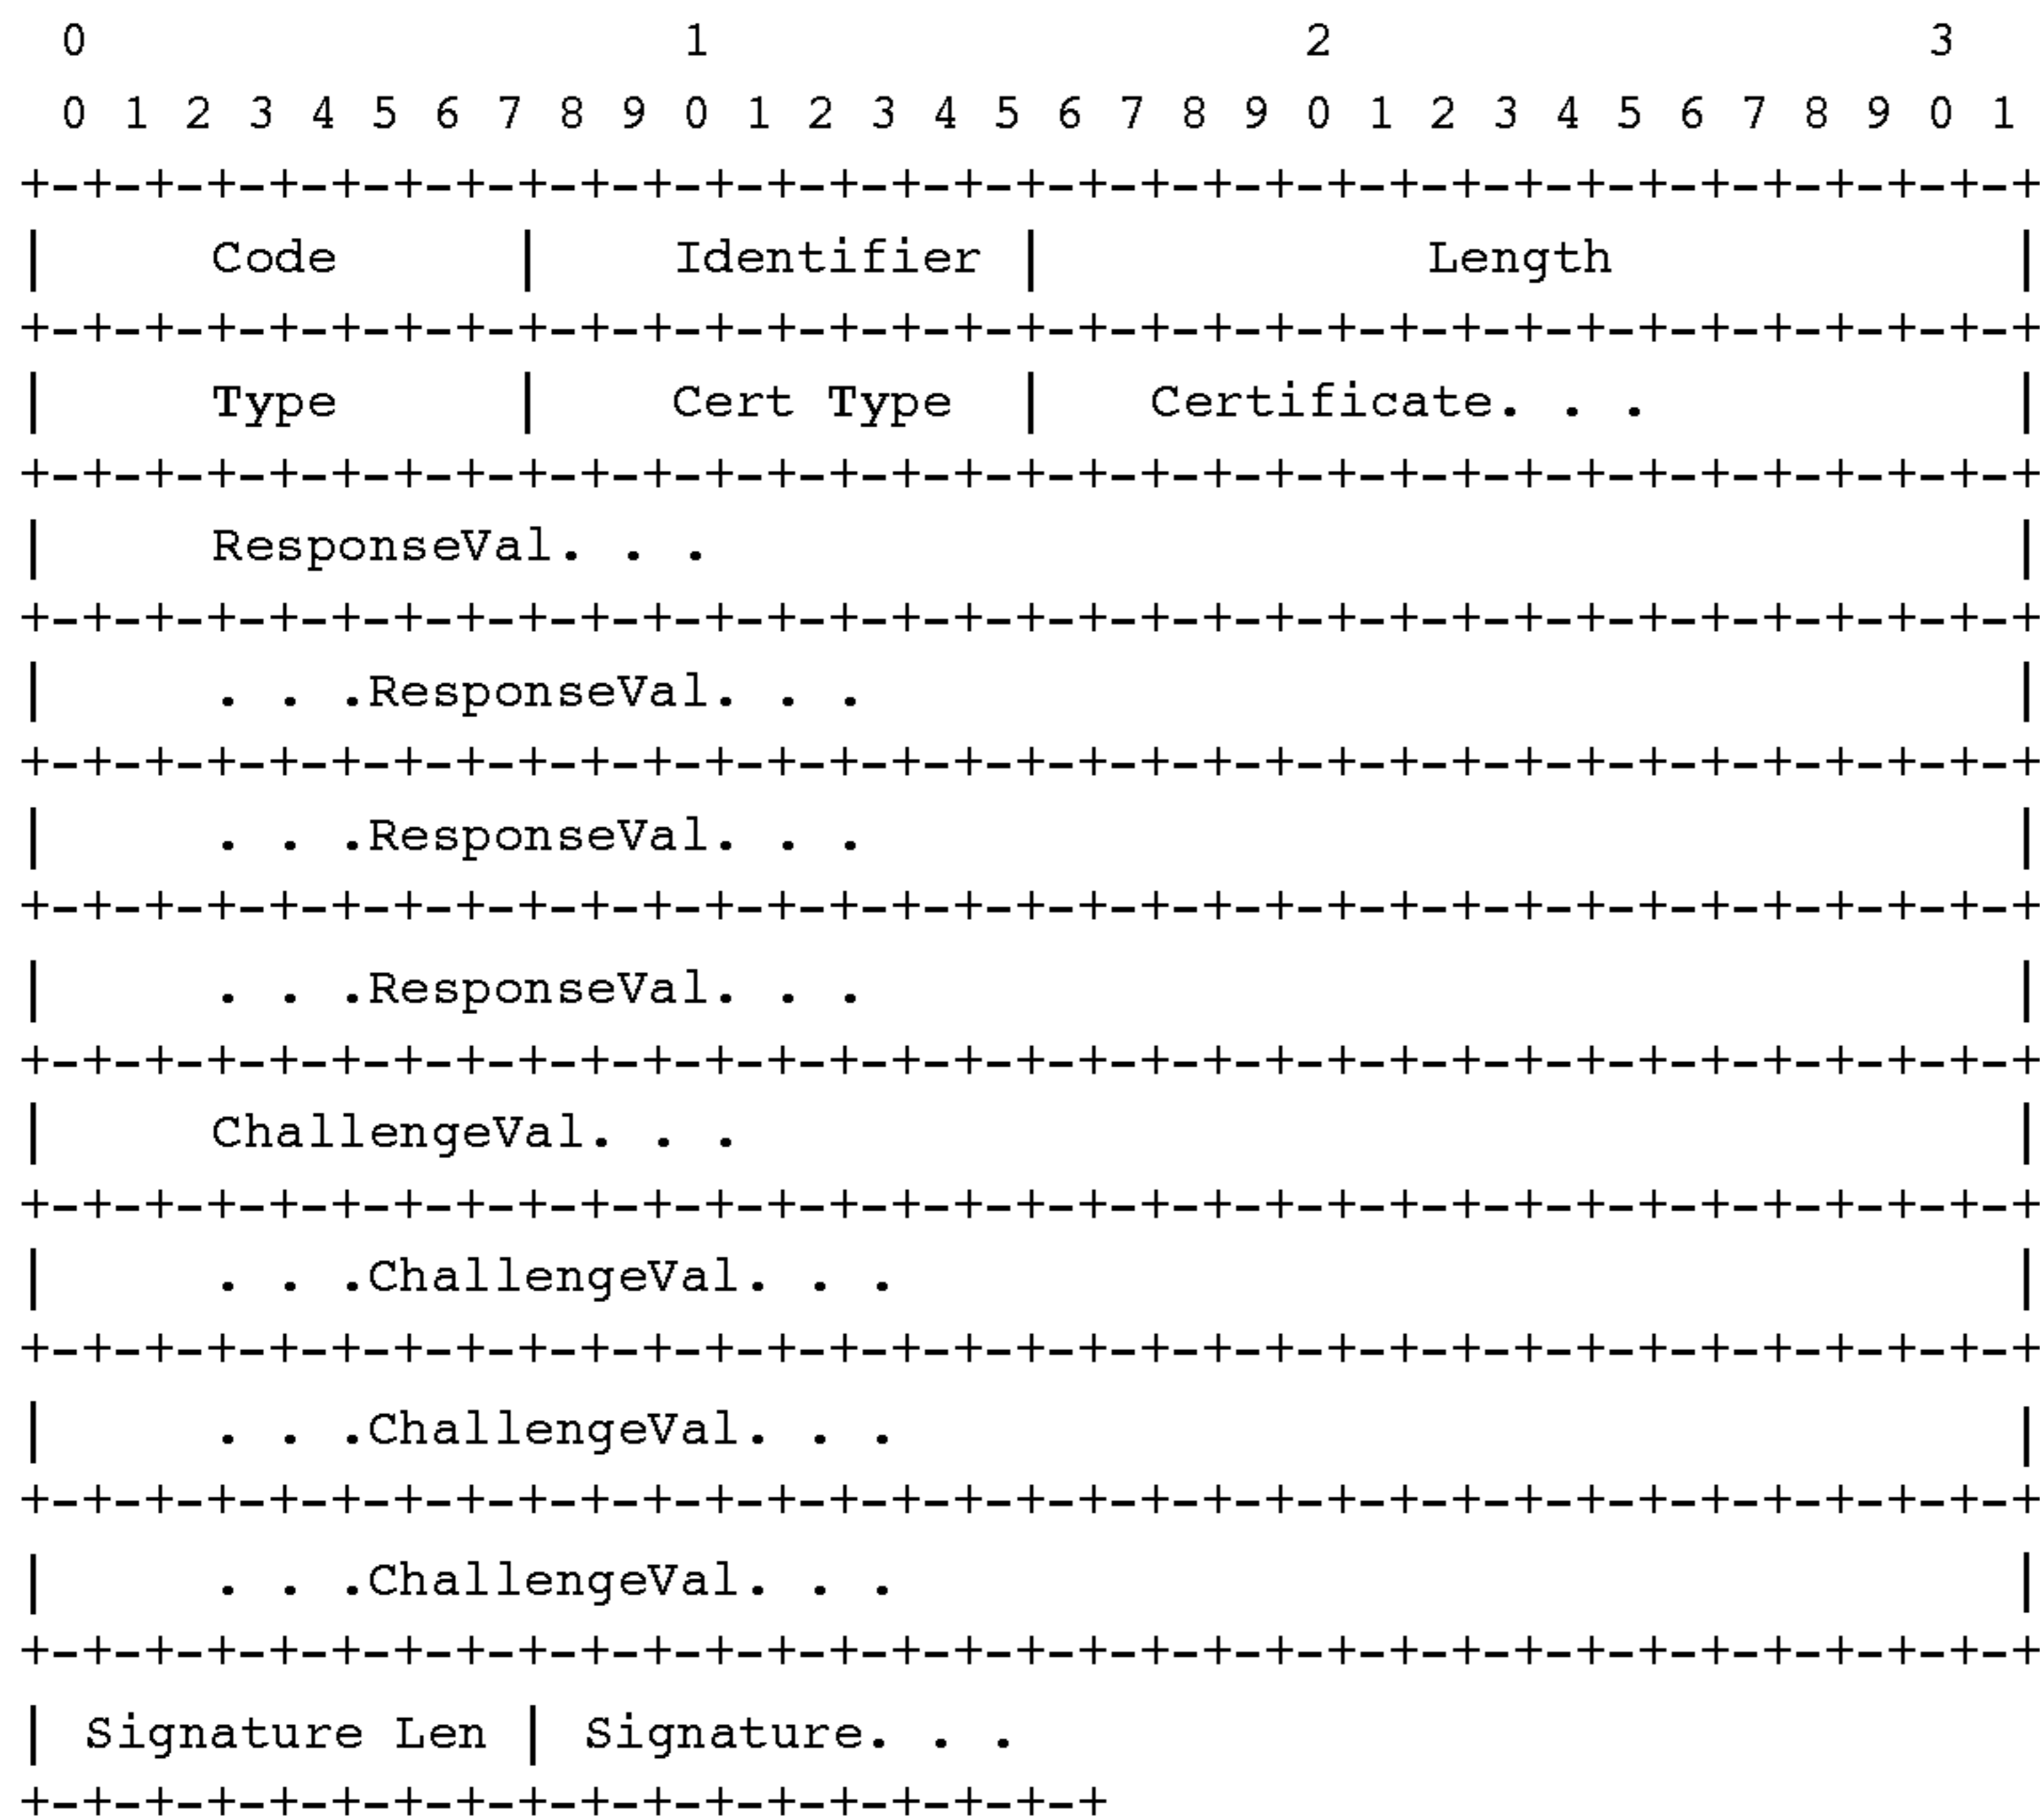 0 1 2 3
0 1 2 3 4 5 6 7 8 9 0 1 2 3 4 5 6 7 8 9 0 1 2 3 4 5 6 7 8 9 0 1
+-+-+-+-+-+-+-+-+-+-+-+-+-+-+-+-+-+-+-+-+-+-+-+-+-+-+-+-+-+-+-+-+
| Code | Identifier | Length |
+-+-+-+-+-+-+-+-+-+-+-+-+-+-+-+-+-+-+-+-+-+-+-+-+-+-+-+-+-+-+-+-+
| Type | Cert Type | Certificate. . . |
+-+-+-+-+-+-+-+-+-+-+-+-+-+-+-+-+-+-+-+-+-+-+-+-+-+-+-+-+-+-+-+-+
| ResponseVal. . . |
+-+-+-+-+-+-+-+-+-+-+-+-+-+-+-+-+-+-+-+-+-+-+-+-+-+-+-+-+-+-+-+-+
| . . .ResponseVal. . . |
+-+-+-+-+-+-+-+-+-+-+-+-+-+-+-+-+-+-+-+-+-+-+-+-+-+-+-+-+-+-+-+-+
| . . .ResponseVal. . . |
+-+-+-+-+-+-+-+-+-+-+-+-+-+-+-+-+-+-+-+-+-+-+-+-+-+-+-+-+-+-+-+-+
| . . .ResponseVal. . . |
+-+-+-+-+-+-+-+-+-+-+-+-+-+-+-+-+-+-+-+-+-+-+-+-+-+-+-+-+-+-+-+-+
| ChallengeVal. . . |
+-+-+-+-+-+-+-+-+-+-+-+-+-+-+-+-+-+-+-+-+-+-+-+-+-+-+-+-+-+-+-+-+
| . . .ChallengeVal. . . |
+-+-+-+-+-+-+-+-+-+-+-+-+-+-+-+-+-+-+-+-+-+-+-+-+-+-+-+-+-+-+-+-+
| . . .ChallengeVal. . . |
+-+-+-+-+-+-+-+-+-+-+-+-+-+-+-+-+-+-+-+-+-+-+-+-+-+-+-+-+-+-+-+-+
| . . .ChallengeVal. . . |
+-+-+-+-+-+-+-+-+-+-+-+-+-+-+-+-+-+-+-+-+-+-+-+-+-+-+-+-+-+-+-+-+
| Signature Len | Signature. . .
+-+-+-+-+-+-+-+-+-+-+-+-+-+-+-+-+-+